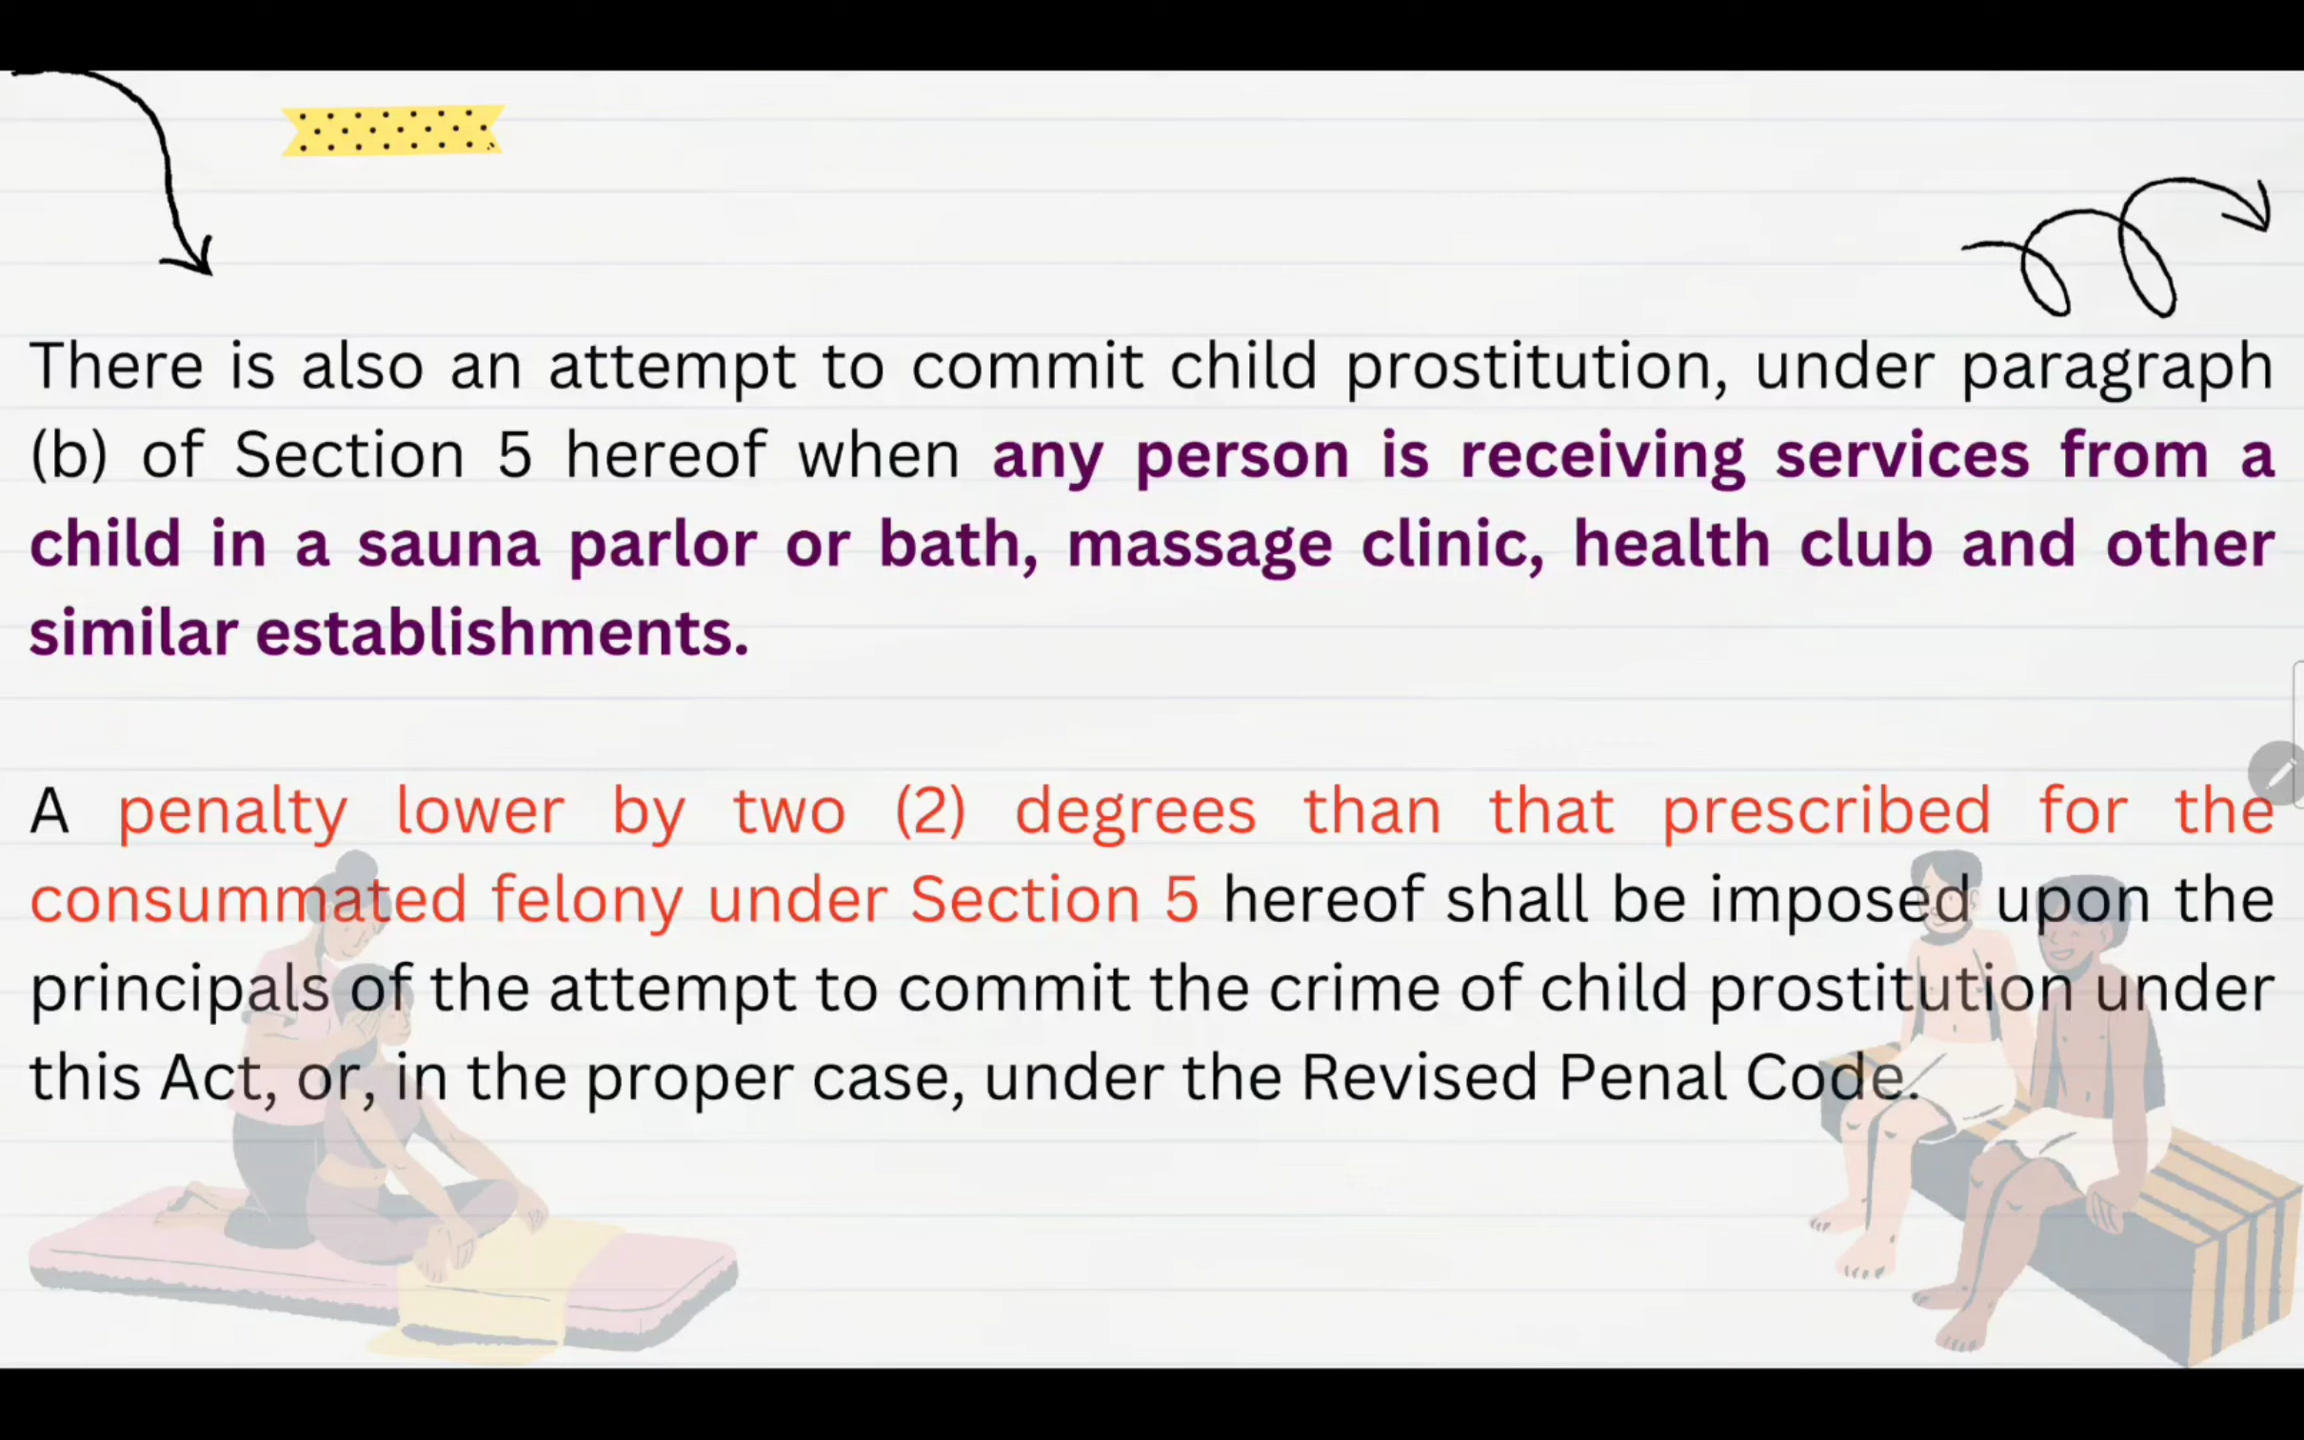 There is also an attempt to commit child prostitution, under paragraph
(b) of Section 5 hereof when any person is receiving services from a
child in a sauna parlor or bath, massage clinic, health club and other
similar establishments.
A penalty lower by two (2) degrees than that prescribed for the
consummated felony under Section 5 hereof shall be imposed upon the
principals of the attempt to commit the crime of child prostitution under
this Act, or, in the proper case, under the Revised Penal Code.